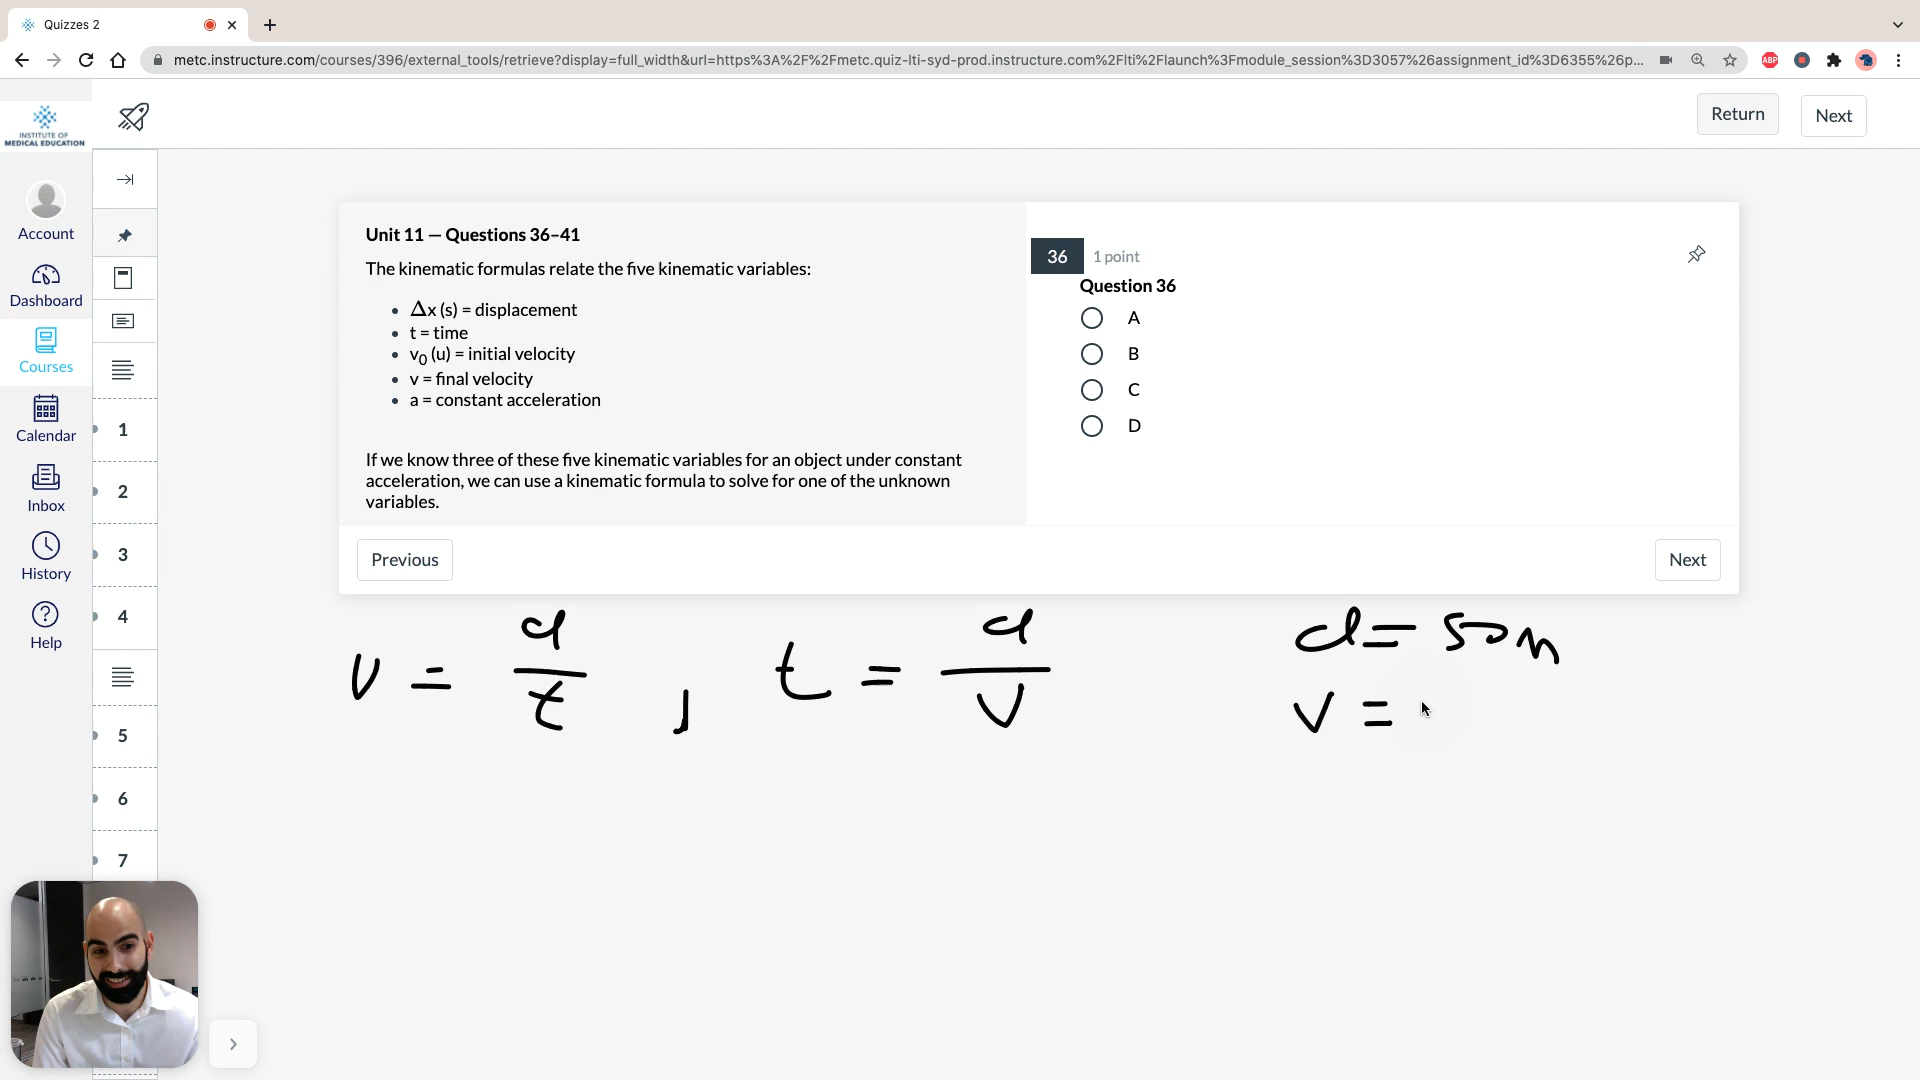 Quizzes 2
metc.instructure.com/courses/396/external_tools/retrieve?display=full_width&url=https%3A%2F%2Fmetc.quiz-lti-syd-prod.instructure.com%2Flti%2Flaunch%3Fmodule_session%3D3057%26assignment_id%3D6355%26p...
ABP
INSTITUTE OF
MEDICAL EDUCATION
Return
Next
Account
Dashboard
Courses
Calendar
Inbox
History
Help
1
2
3
4
5
6
7
Unit 11 – Questions 36–41
The kinematic formulas relate the five kinematic variables:
• Δx (s) = displacement
• t = time
• v₀ (u) = initial velocity
• v = final velocity
• a = constant acceleration
If we know three of these five kinematic variables for an object under constant
acceleration, we can use a kinematic formula to solve for one of the unknown
variables.
36
1 point
Question 36
A
B
C
D
Previous
Next
v = d/t , t = d/v
d = 50m
v =